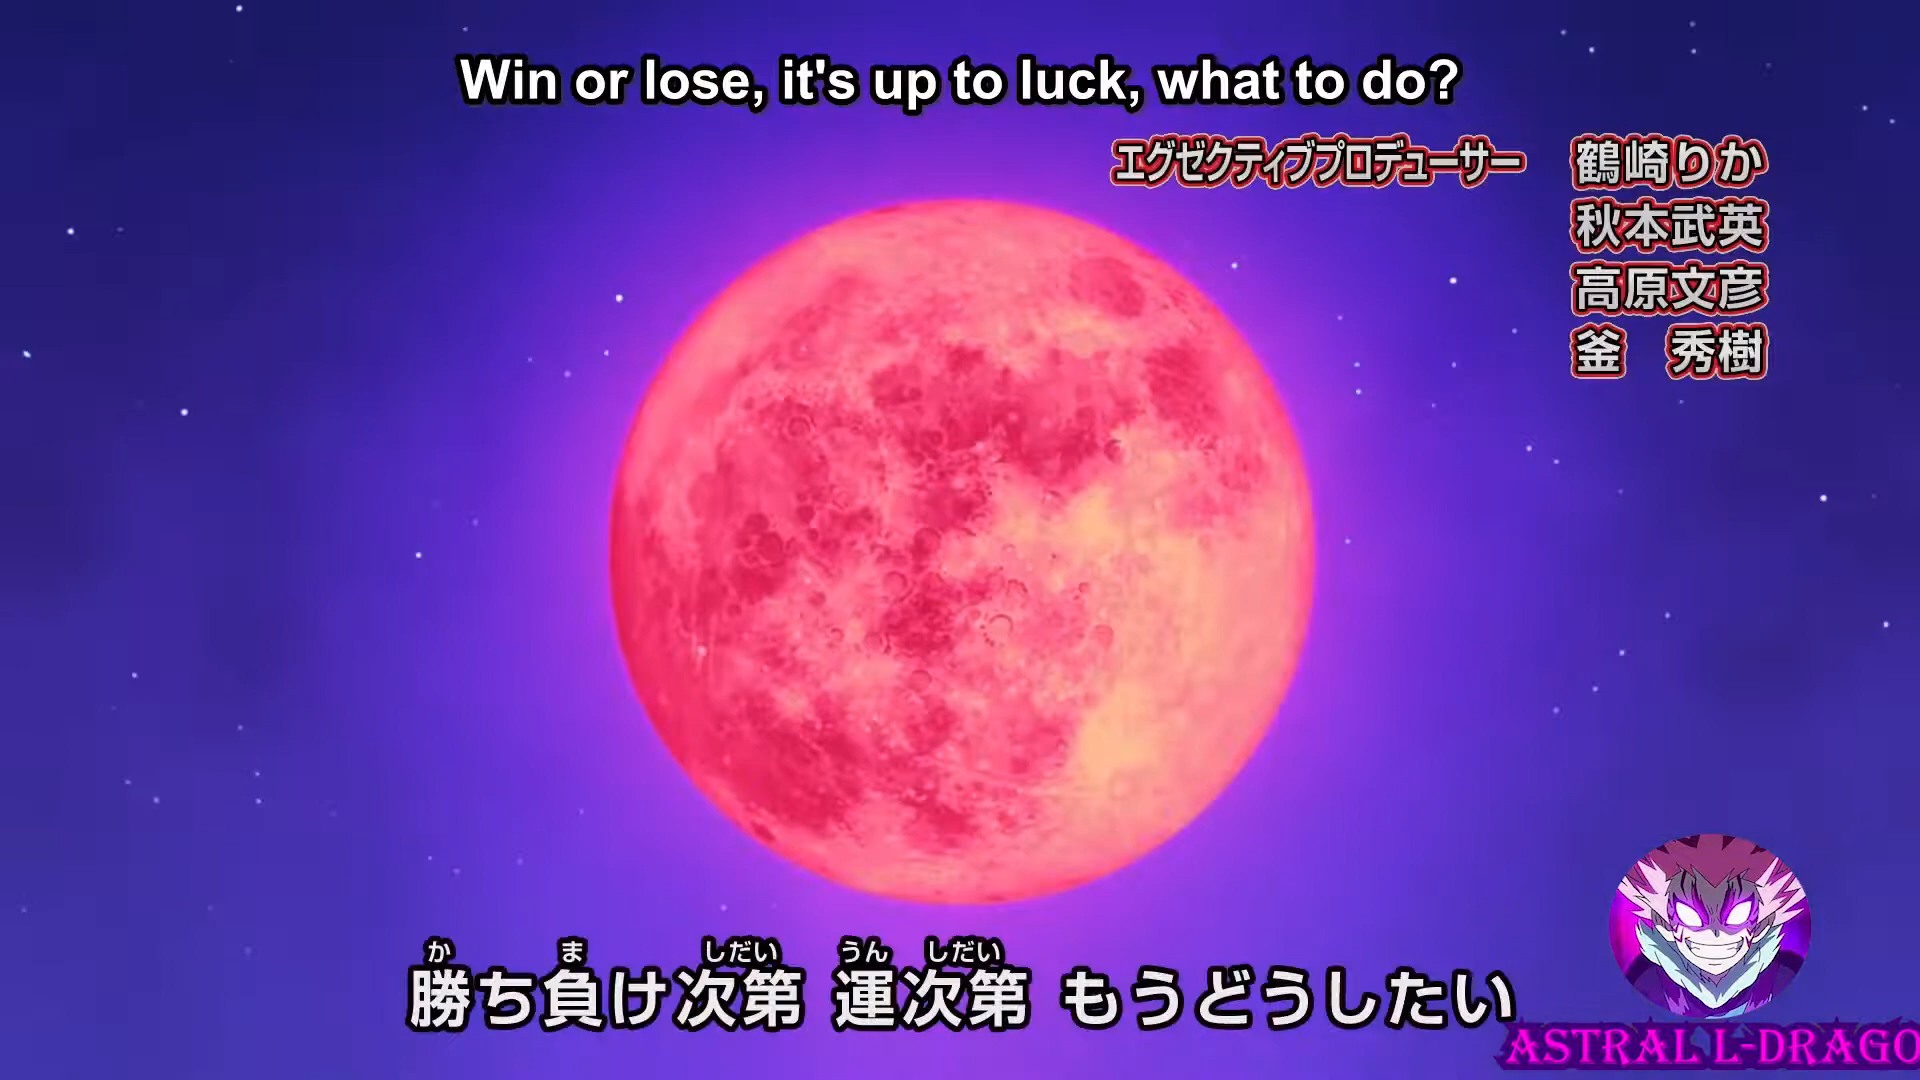 Win or lose, it's up to luck, what to do?
エグゼクティブプロデューサー 鶴崎りか
秋本武英
高原文彦
釜 秀樹
か ま しだい うん しだい
勝ち負け次第 運次第 もうどうしたい
ASTRAL L-DRAGO